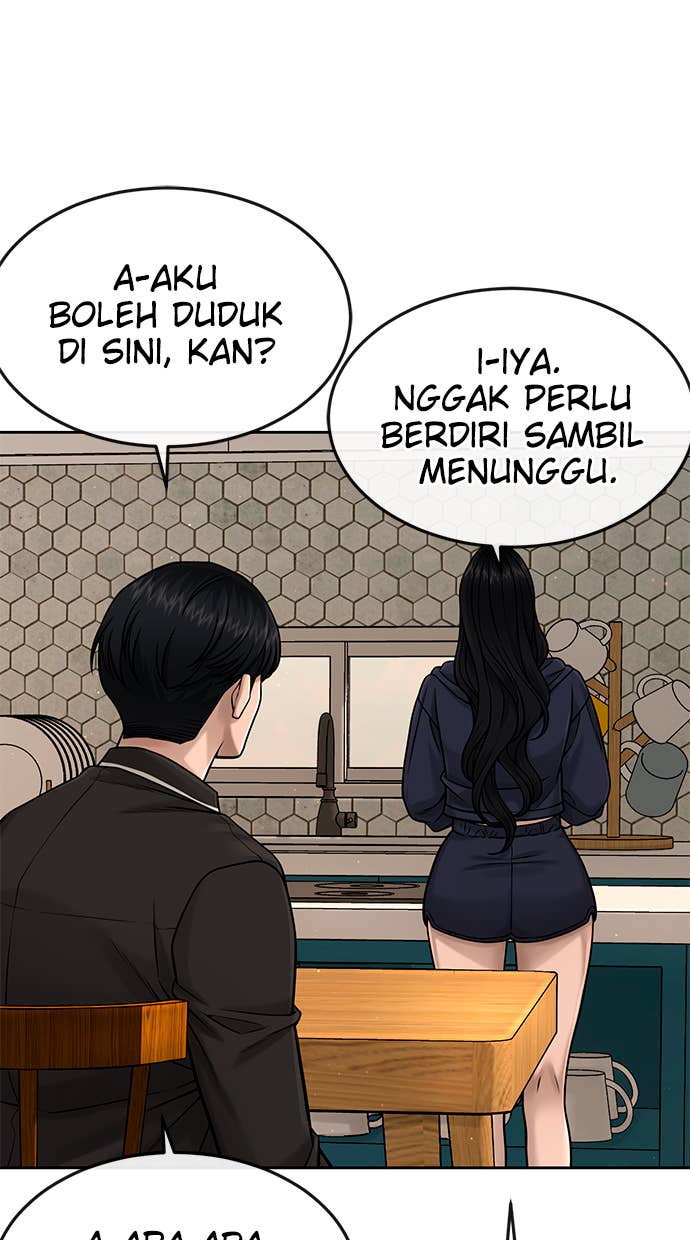 A-AKU
BOLEH DUDUK
DI SINI, KAN?
I-IYA.
NGGAK PERLU
BERDIRI SAMBIL
MENUNGGU.